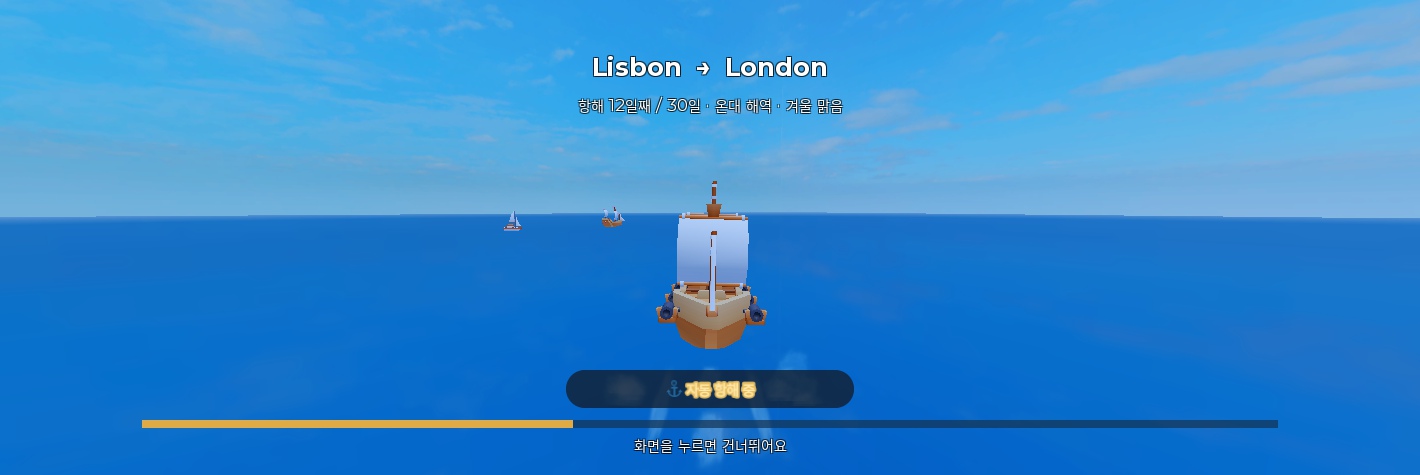 Lisbon → London
항해 12일째 / 30일 · 온대 해역 · 겨울 맑음
⚓ 자동 항해 중
화면을 누르면 건너뛰어요